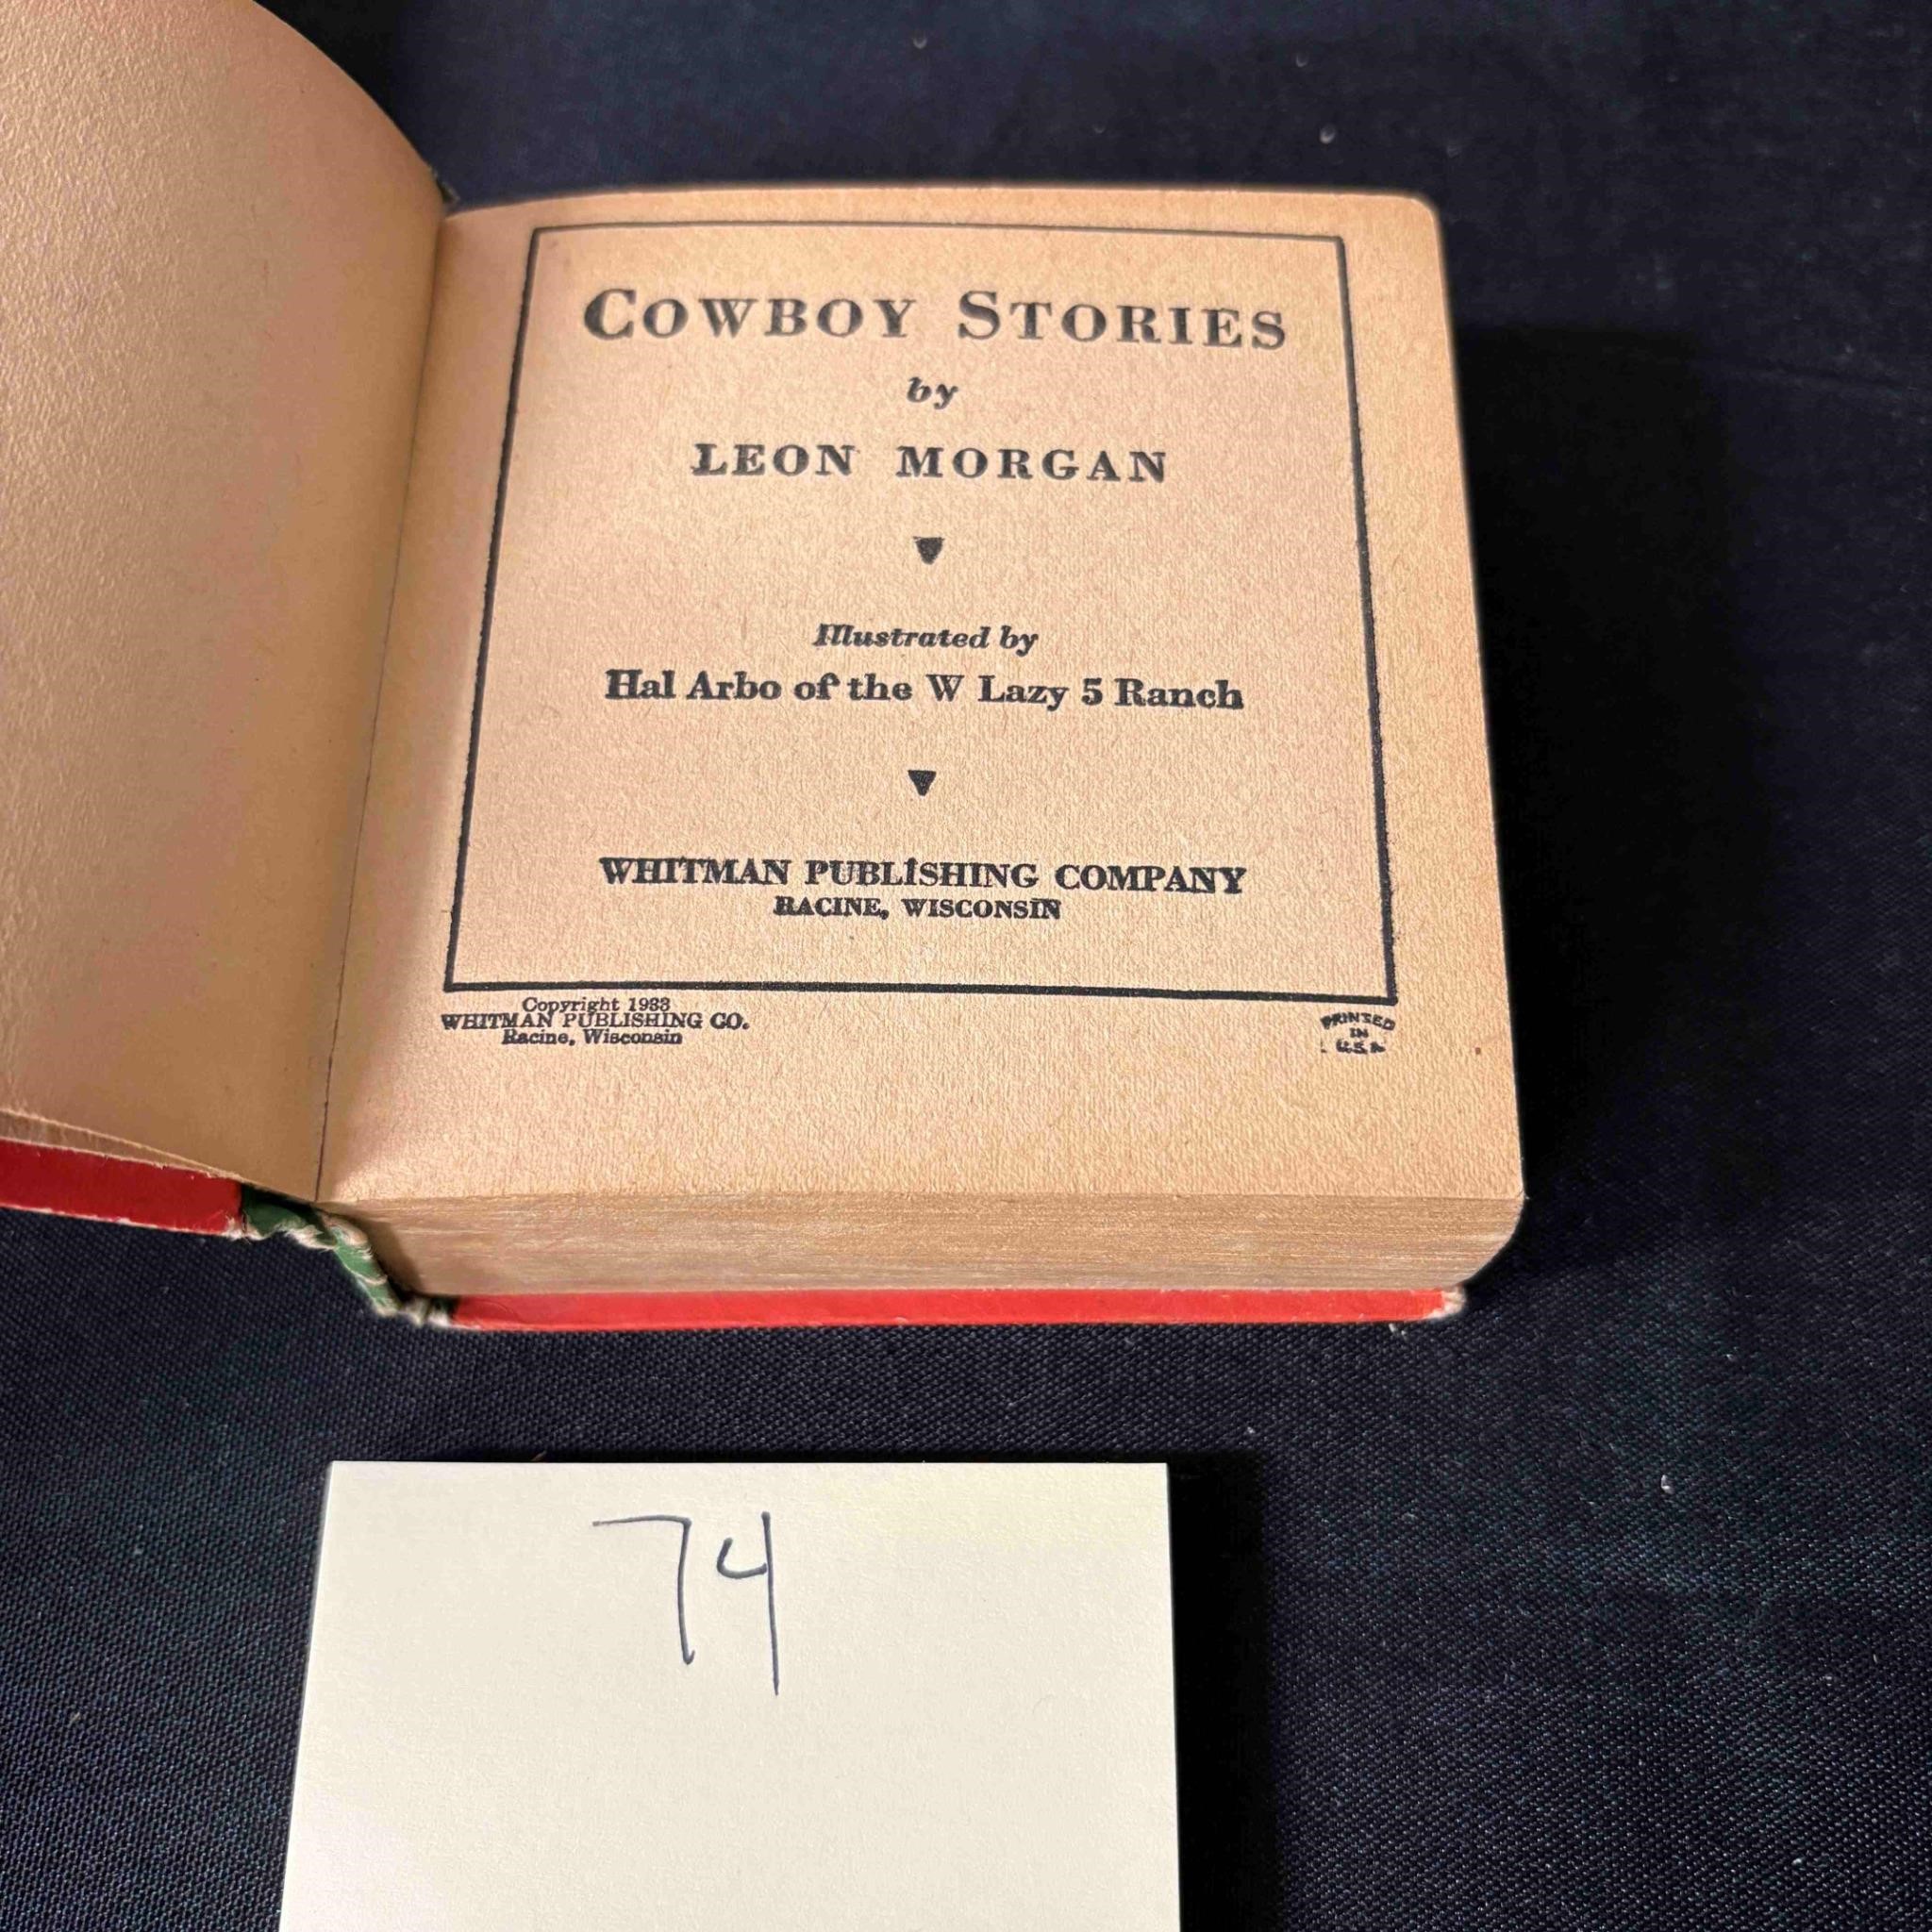 COWBOY STORIES
by
LEON MORGAN
Illustrated by
Hal Arbo of the W Lazy 5 Ranch
WHITMAN PUBLISHING COMPANY
RACINE, WISCONSIN
Copyright 1933
WHITMAN PUBLISHING CO.
Racine, Wisconsin
PRINTED
IN
U.S.A
74